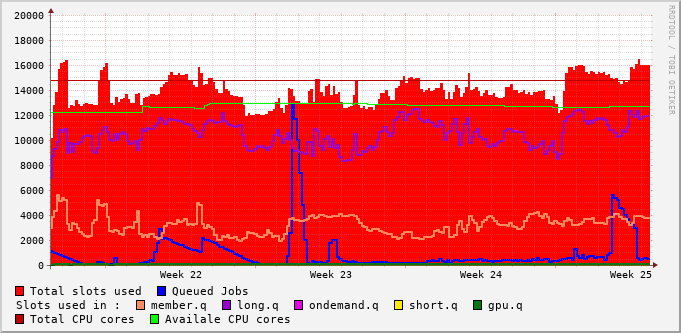 20000
18000
16000
14000
12000
10000
8000
6000
4000
2000
0
Week 22 Week 23 Week 24 Week 25
RRDTOOL / TOBI OETIKER
Total slots used Queued Jobs
Slots used in : member.q long.q ondemand.q short.q gpu.q
Total CPU cores Availale CPU cores